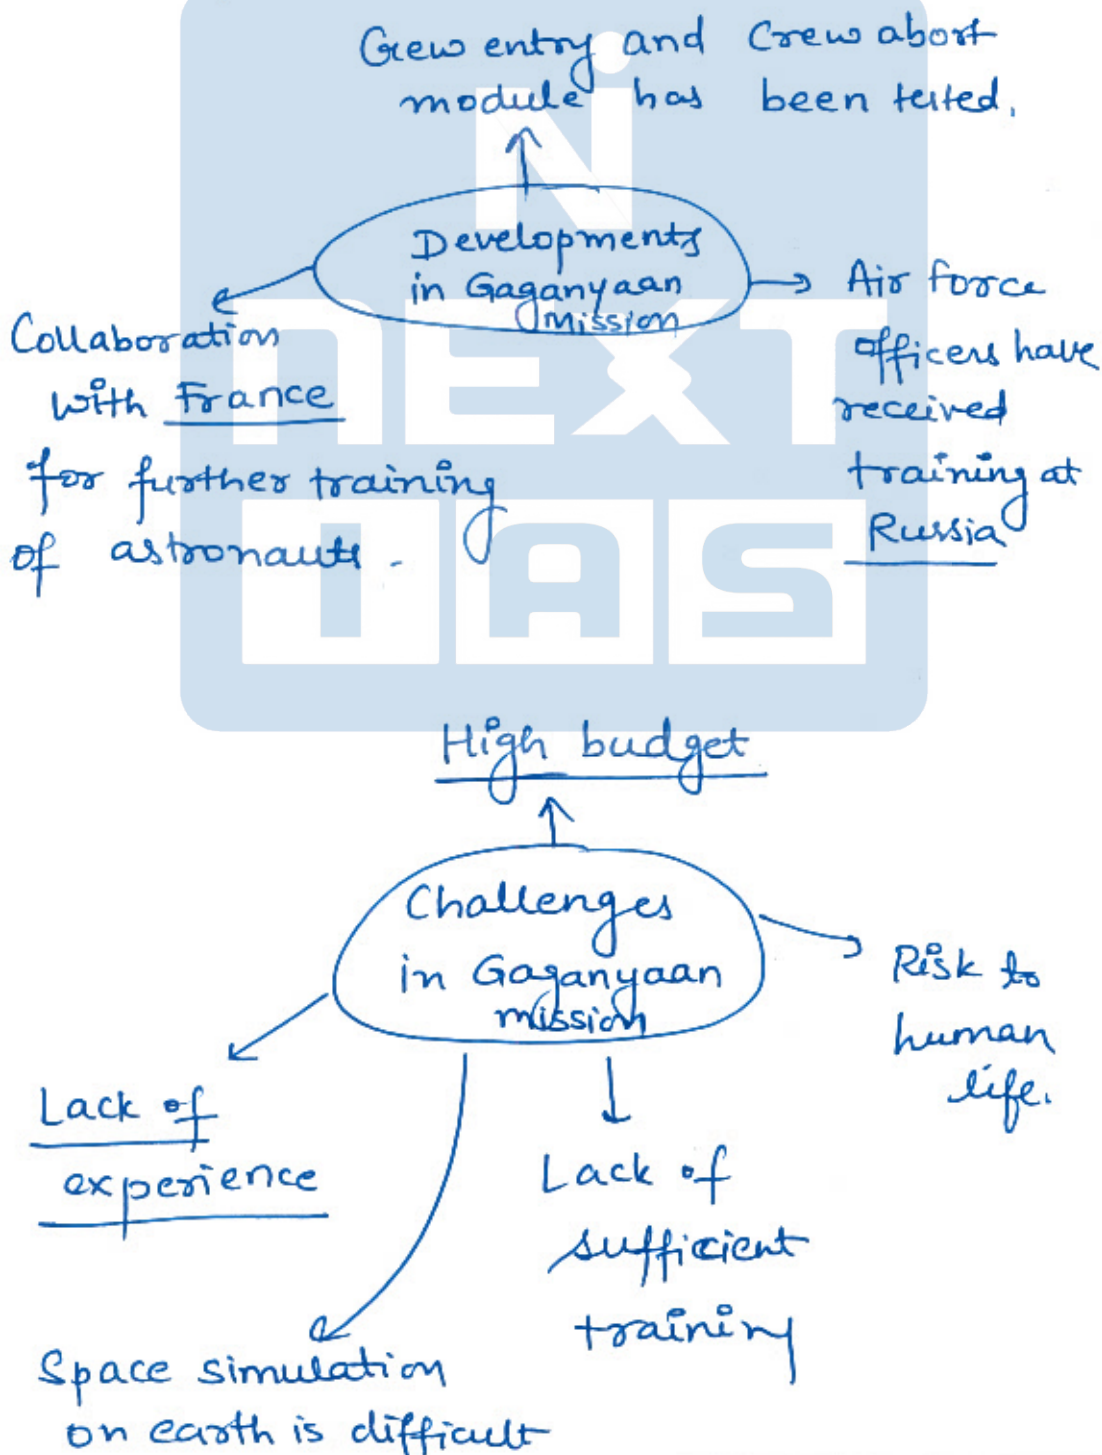 Crew entry and Crew abort
module has been tested.
Developments
in Gaganyaan
mission
Collaboration
with France
for further training
of astronauts.
Air force
officers have
received
training at
Russia
NEXT
IAS
High budget
Challenges
in Gaganyaan
mission
Risk to
human
life.
Lack of
experience
Lack of
sufficient
training
Space simulation
on earth is difficult